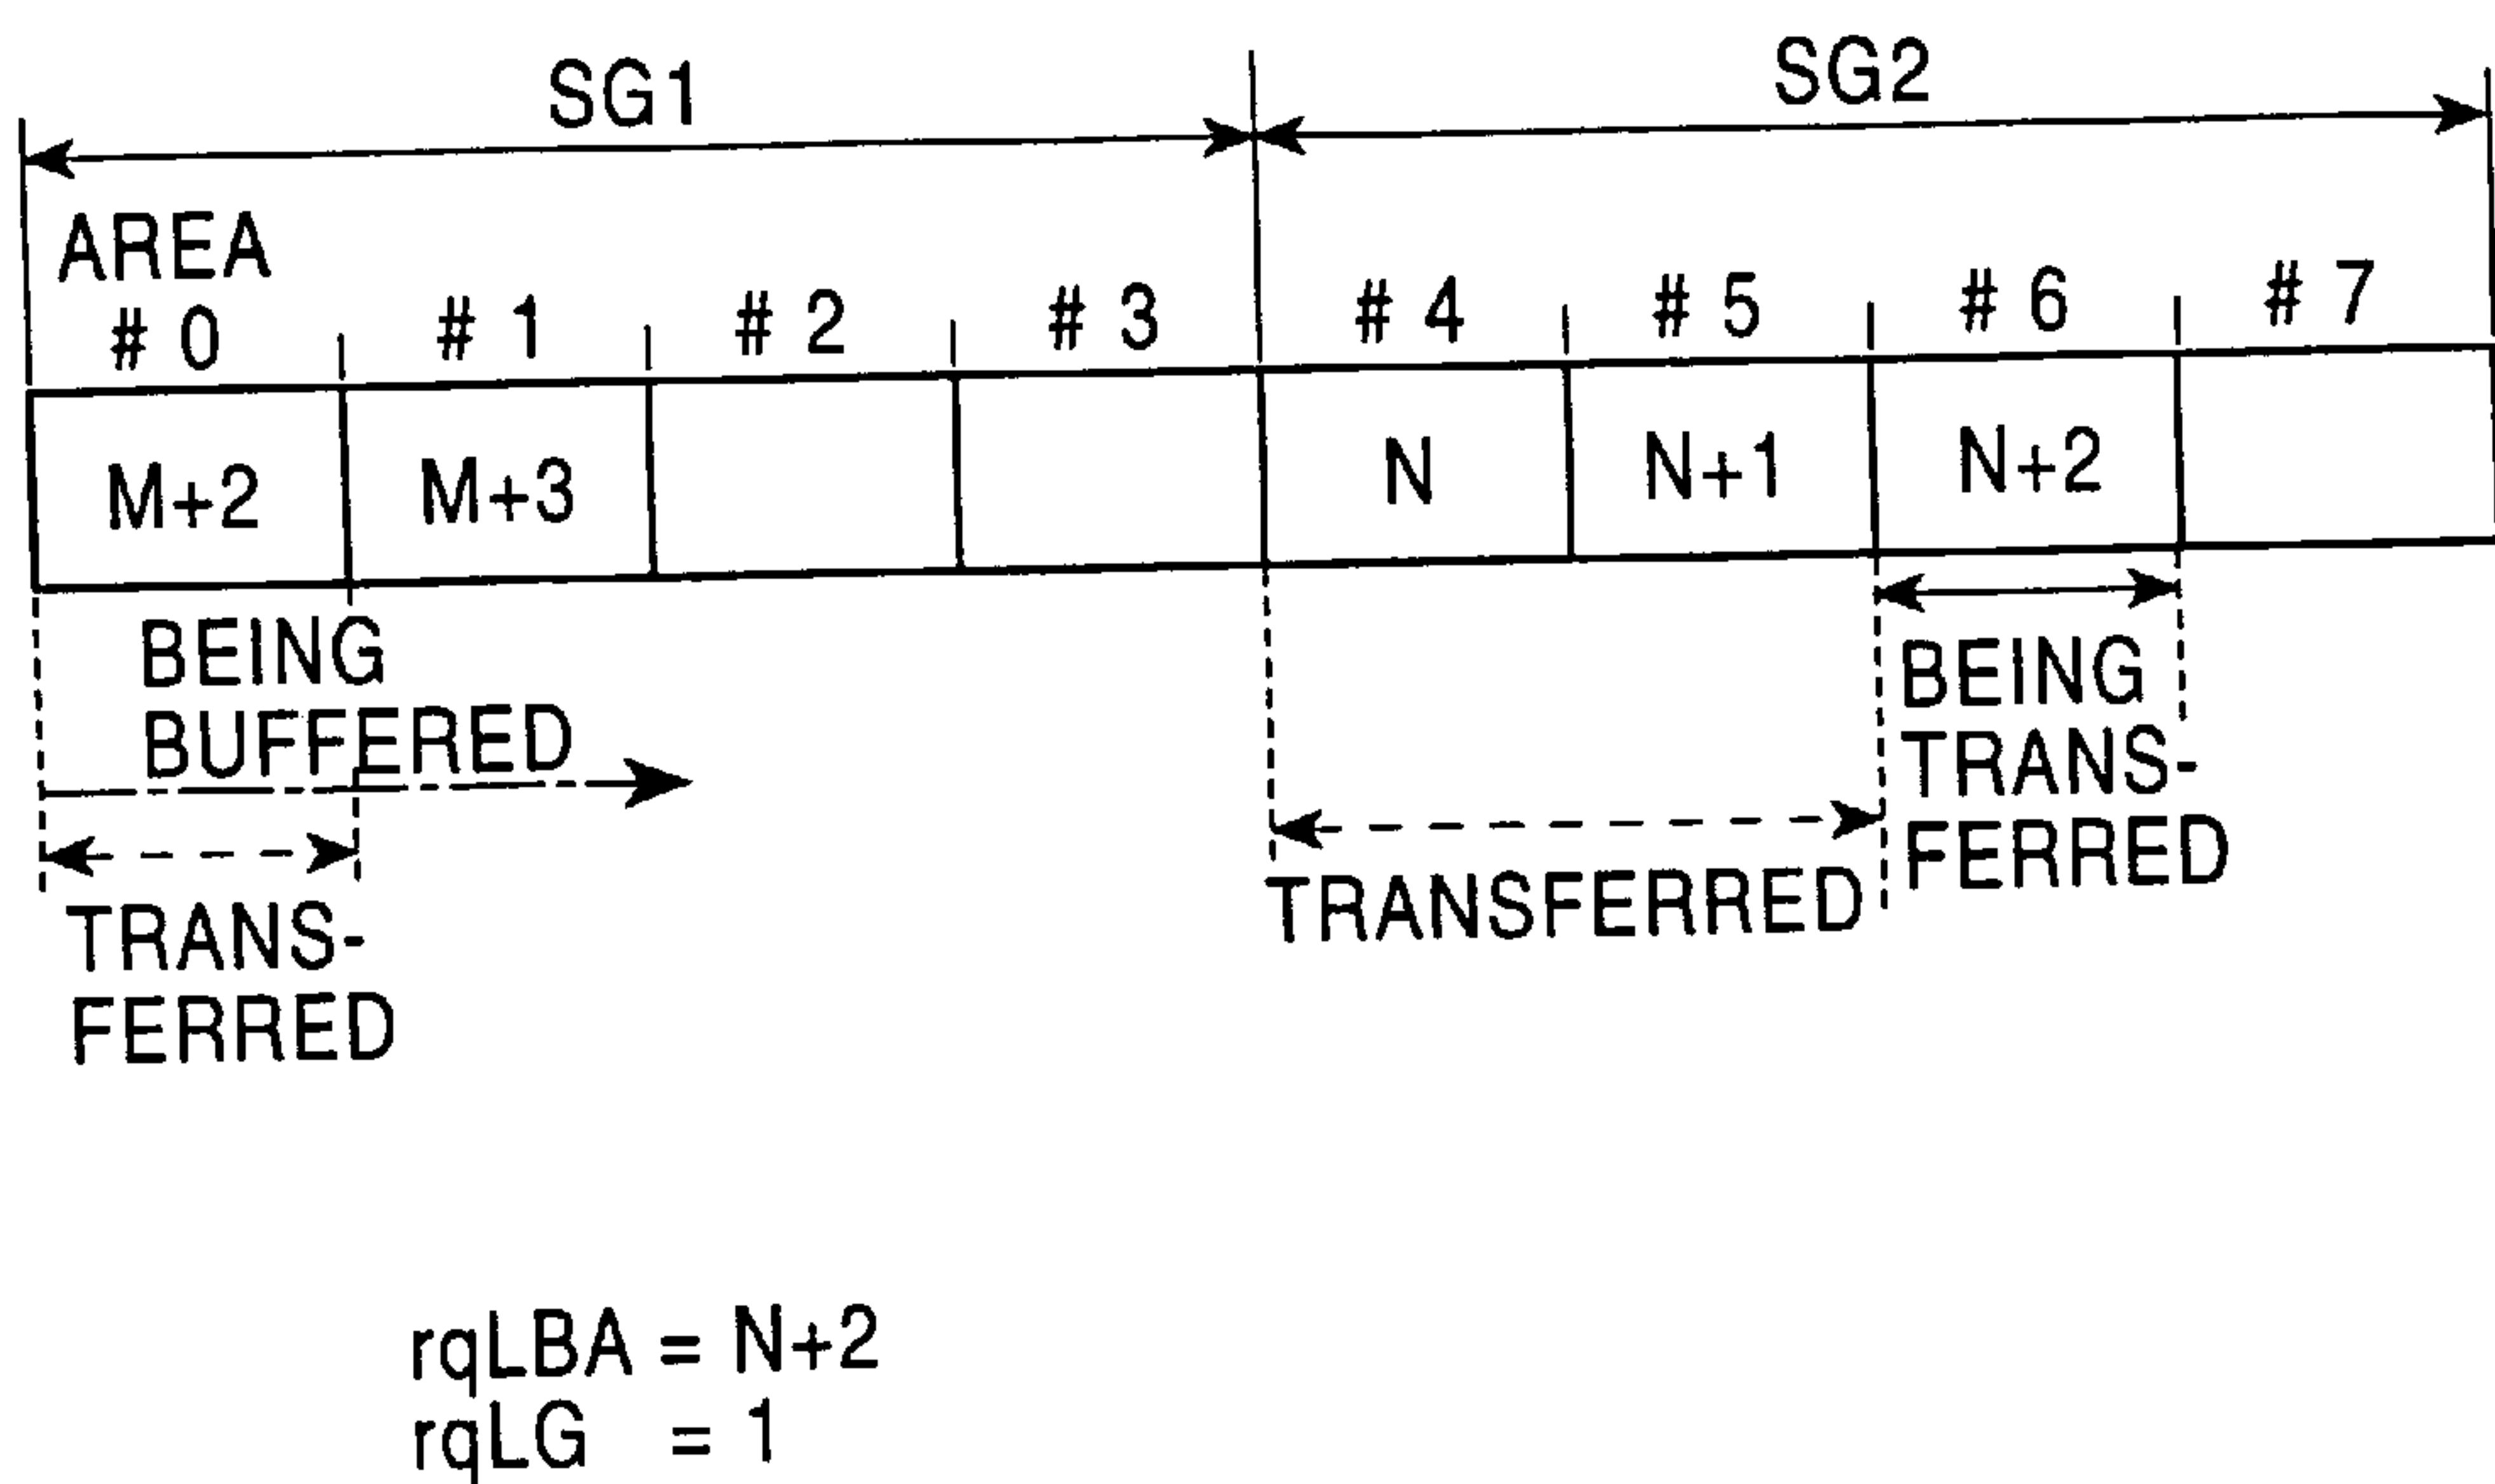 SG1 SG2
AREA
# 0 # 1 # 2 # 3 # 4 # 5 # 6 # 7
M+2 M+3 N N+1 N+2
BEING
BUFFERED
TRANS-
FERRED
TRANSFERRED
BEING
TRANS-
FERRED
rqLBA = N+2
rqLG = 1